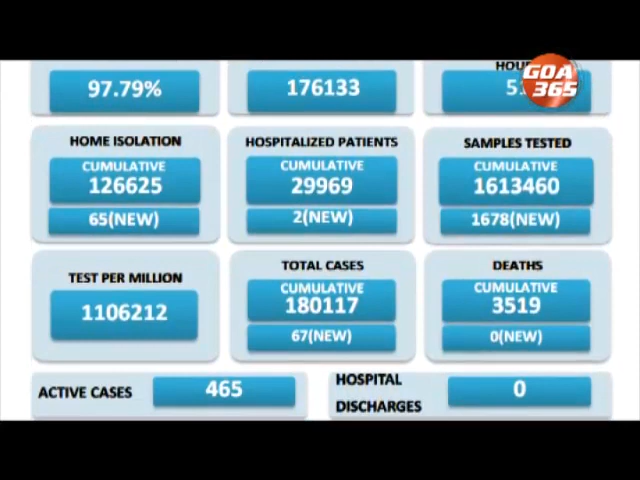 GOA
365
97.79%
176133
HOME ISOLATION
CUMULATIVE
126625
65(NEW)
HOSPITALIZED PATIENTS
CUMULATIVE
29969
2(NEW)
SAMPLES TESTED
CUMULATIVE
1613460
1678(NEW)
TEST PER MILLION
1106212
TOTAL CASES
CUMULATIVE
180117
67(NEW)
DEATHS
CUMULATIVE
3519
0(NEW)
ACTIVE CASES
465
HOSPITAL
DISCHARGES
0